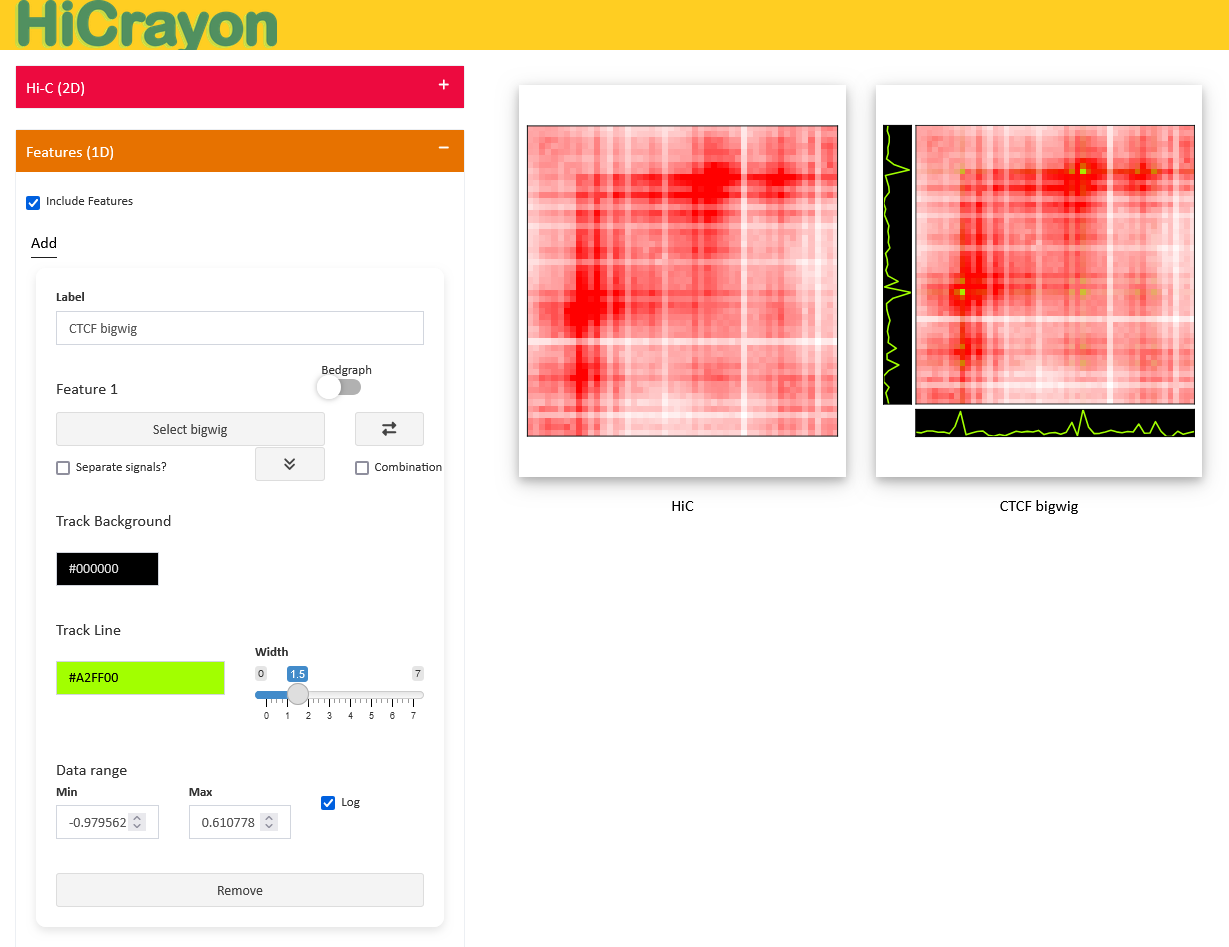 HiCrayon
Hi-C (2D)
+
Features (1D)
−
Include Features
Add
Label
CTCF bigwig
Feature 1
Bedgraph
Select bigwig
Separate signals?
Combination
Track Background
#000000
Track Line
#A2FF00
Width
0 1.5 7
0 1 2 3 4 5 6 7
Data range
Min Max
-0.979562 0.610778
Log
Remove
HiC
CTCF bigwig